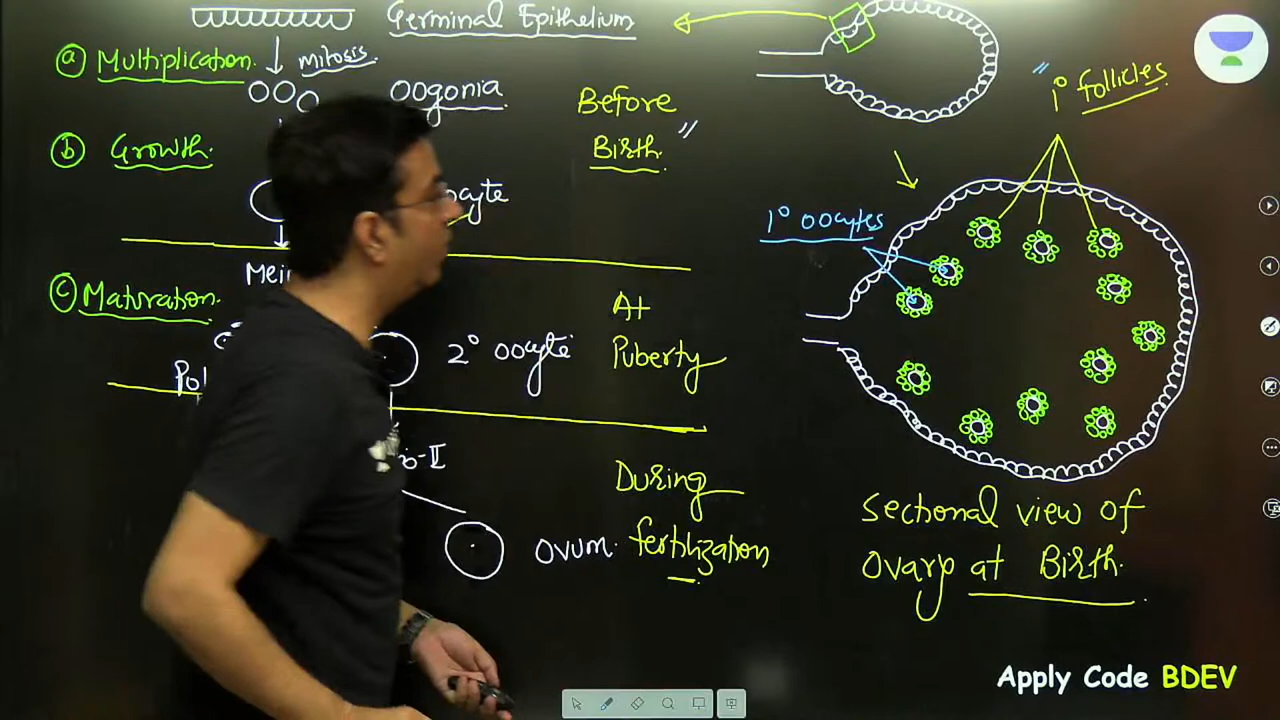 Germinal Epithelium
(a) Multiplication.
mitosis.
Oogonia.
Before
Birth.
(b) Growth.
(c) Maturation.
2° oocyte
At
Puberty
Ovum.
During
fertilization
1° follicles
1° oocytes
Sectional view of
Ovary at Birth.
Apply Code BDEV